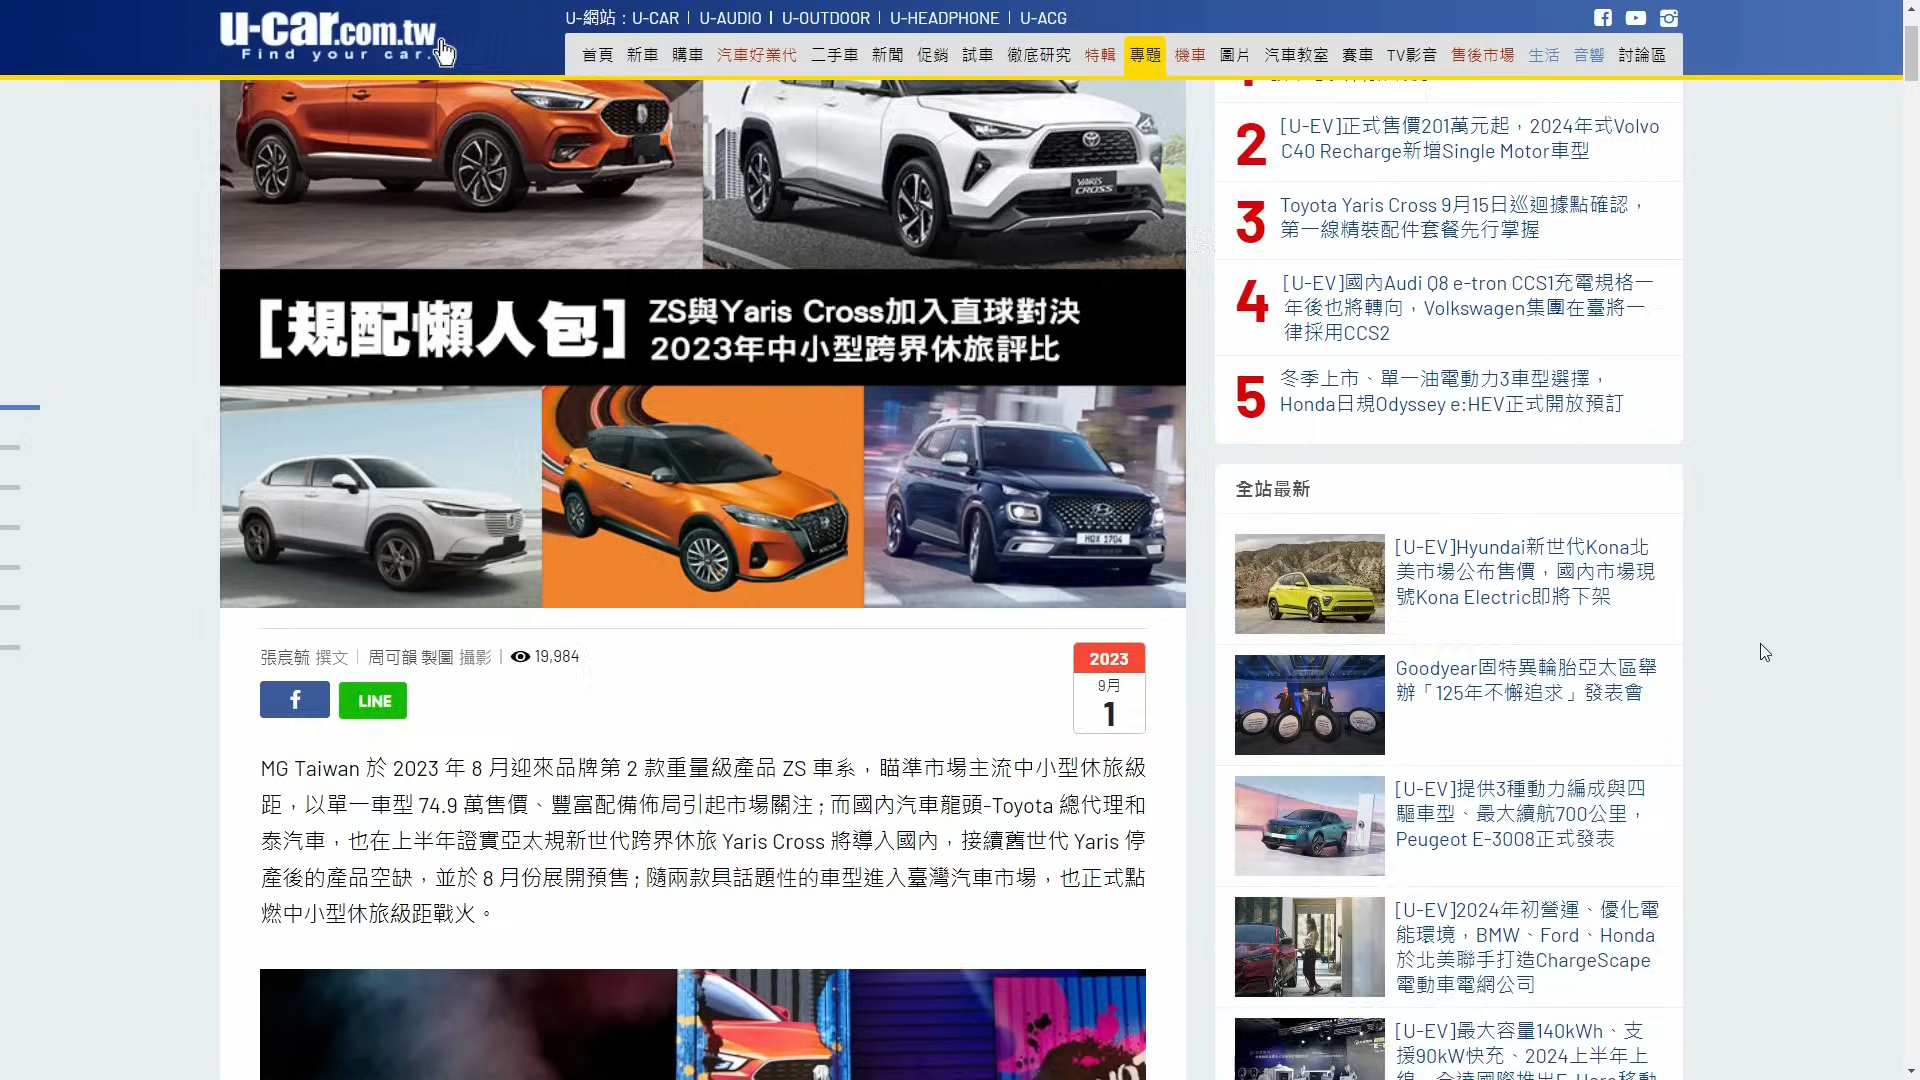 u-car.com.tw
Find your car.
U-網站：U-CAR | U-AUDIO | U-OUTDOOR | U-HEADPHONE | U-ACG
首頁 新車 購車 汽車好業代 二手車 新聞 促銷 試車 徹底研究 特輯 專題 機車 圖片 汽車教室 賽車 TV影音 售後市場 生活 音響 討論區
VARIS
CROSS
[規配懶人包]
ZS與Yaris Cross加入直球對決
2023年中小型跨界休旅評比
張宸毓 撰文 | 周可韻 製圖 攝影 | 19,984
LINE
2023
9月
1
MG Taiwan 於 2023 年 8 月迎來品牌第 2 款重量級產品 ZS 車系，瞄準市場主流中小型休旅級
距，以單一車型 74.9 萬售價、豐富配備佈局引起市場關注；而國內汽車龍頭-Toyota 總代理和
泰汽車，也在上半年證實亞太規新世代跨界休旅 Yaris Cross 將導入國內，接續舊世代 Yaris 停
產後的產品空缺，並於 8 月份展開預售；隨兩款具話題性的車型進入臺灣汽車市場，也正式點
燃中小型休旅級距戰火。
2
[U-EV]正式售價201萬元起，2024年式Volvo
C40 Recharge新增Single Motor車型
3
Toyota Yaris Cross 9月15日巡迴據點確認，
第一線精裝配件套餐先行掌握
4
[U-EV]國內Audi Q8 e-tron CCS1充電規格一
年後也將轉向，Volkswagen集團在臺將一
律採用CCS2
5
冬季上市、單一油電動力3車型選擇，
Honda日規Odyssey e:HEV正式開放預訂
全站最新
[U-EV]Hyundai新世代Kona北
美市場公布售價，國內市場現
號Kona Electric即將下架
Goodyear固特異輪胎亞太區舉
辦「125年不懈追求」發表會
[U-EV]提供3種動力編成與四
驅車型、最大續航700公里，
Peugeot E-3008正式發表
[U-EV]2024年初營運、優化電
能環境，BMW、Ford、Honda
於北美聯手打造ChargeScape
電動車電網公司
[U-EV]最大容量140kWh、支
援90kW快充、2024上半年上